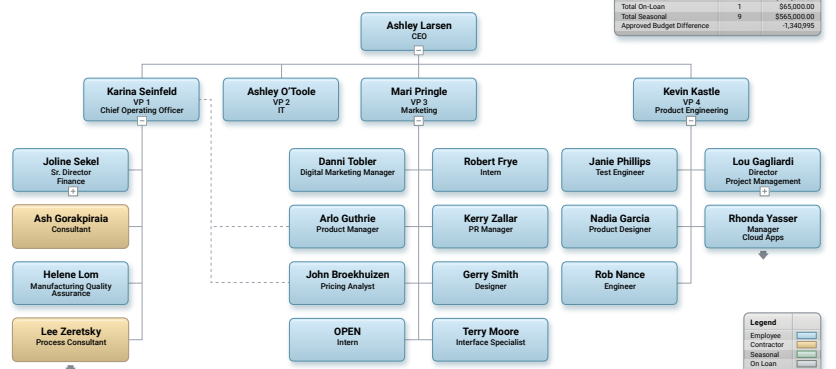 Total On-Loan 1 $65,000.00
Total Seasonal 9 $565,000.00
Approved Budget Difference -1,340,995
Ashley Larsen
CEO
Karina Seinfeld
VP 1
Chief Operating Officer
Ashley O'Toole
VP 2
IT
Mari Pringle
VP 3
Marketing
Kevin Kastle
VP 4
Product Engineering
Joline Sekel
Sr. Director
Finance
Danni Tobler
Digital Marketing Manager
Robert Frye
Intern
Janie Phillips
Test Engineer
Lou Gagliardi
Director
Project Management
Ash Gorakpiraia
Consultant
Arlo Guthrie
Product Manager
Kerry Zallar
PR Manager
Nadia Garcia
Product Designer
Rhonda Yasser
Manager
Cloud Apps
Helene Lom
Manufacturing Quality
Assurance
John Broekhuizen
Pricing Analyst
Gerry Smith
Designer
Rob Nance
Engineer
Lee Zeretsky
Process Consultant
OPEN
Intern
Terry Moore
Interface Specialist
Legend
Employee
Contractor
Seasonal
On Loan